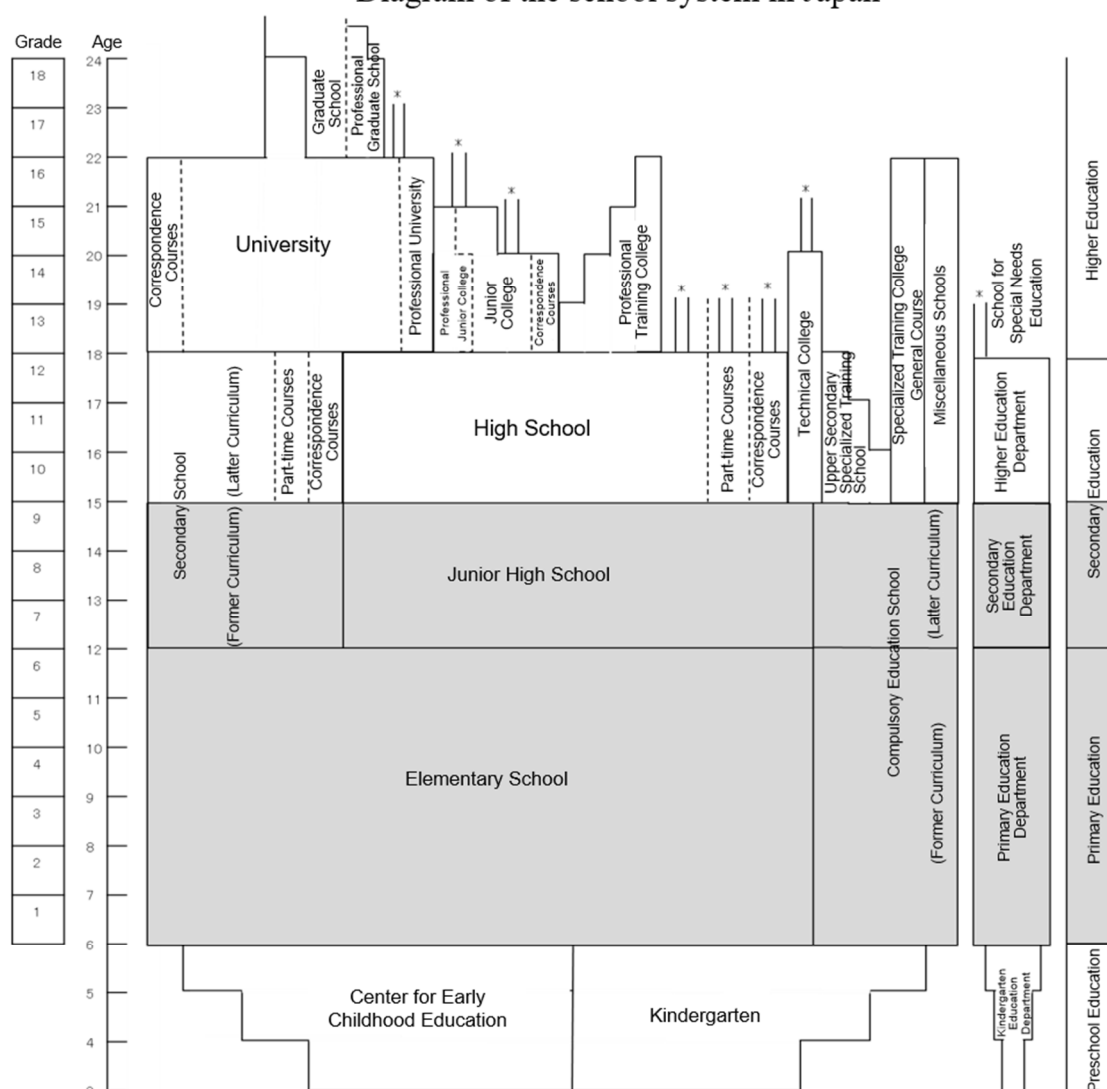 Diagram of the school system in Japan
Grade
Age
18
17
16
15
14
13
12
11
10
9
8
7
6
5
4
3
2
1
24
23
22
21
20
19
18
17
16
15
14
13
12
11
10
9
8
7
6
5
4
Graduate
School
Professional
Graduate School
*
*
*
*
*
*
*
*
Correspondence
Courses
University
Professional University
Professional
Junior College
Junior
College
Correspondence
Courses
Professional
Training College
Technical College
Specialized Training College
General Course
Miscellaneous Schools
School for
Special Needs
Education
Higher Education
Secondary School
(Latter Curriculum)
(Former Curriculum)
Part-time Courses
Correspondence
Courses
High School
Part-time Courses
Correspondence
Courses
Upper Secondary
Specialized Training
School
Higher Education
Department
Secondary Education
Junior High School
Compulsory Education School
(Latter Curriculum)
(Former Curriculum)
Secondary
Education
Department
Elementary School
Primary Education
Department
Primary Education
Center for Early
Childhood Education
Kindergarten
Kindergarten
Education
Department
Preschool Education